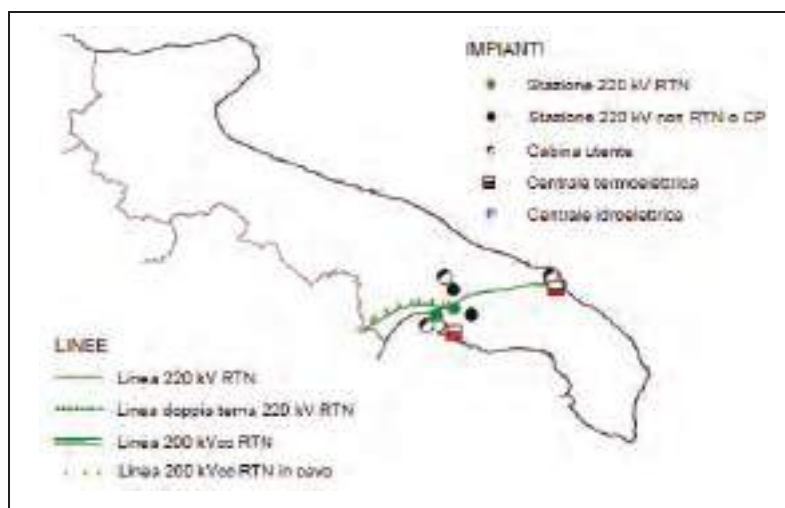 IMPIANTI
Stazione 220 kV RTN
Stazione 220 kV non RTN o CP
Cabina utente
Centrale termoelettrica
Centrale idroelettrica
LINEE
Linea 220 kV RTN
Linea doppia terna 220 kV RTN
Linea 200 kVcc RTN
Linea 200 kVcc RTN in cavo